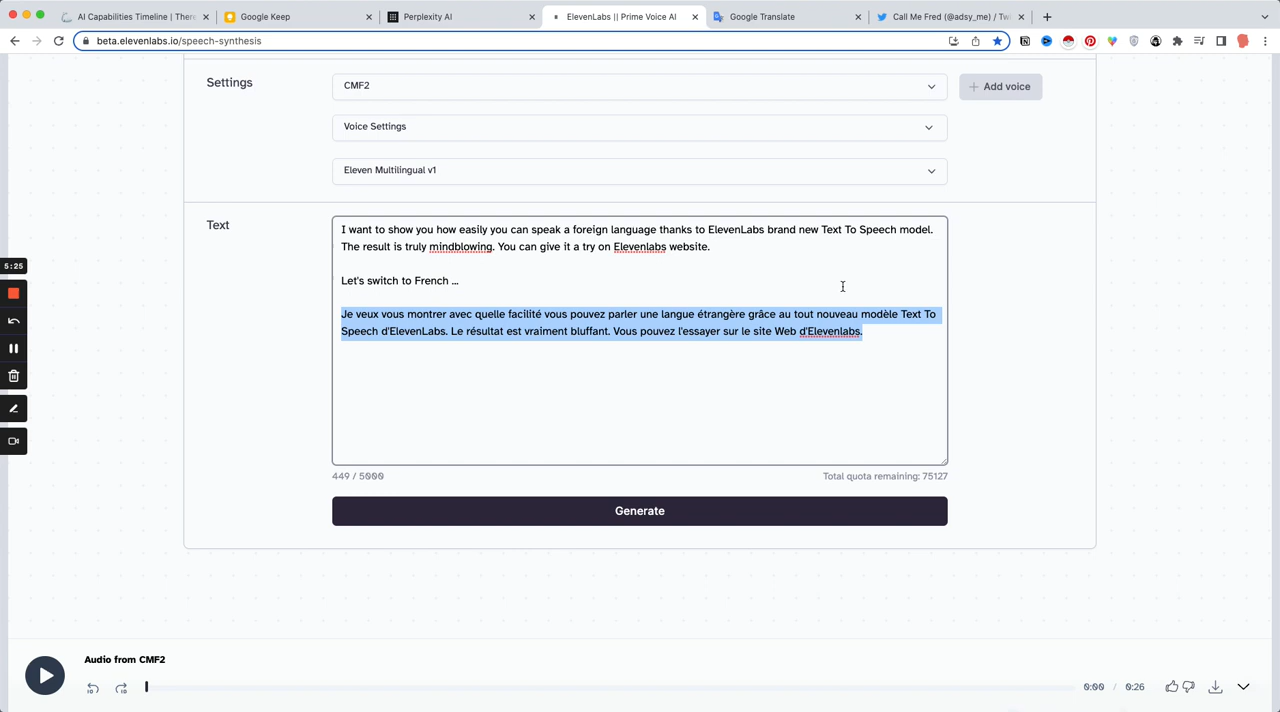 AI Capabilities Timeline | Ther
Google Keep
Perplexity AI
ElevenLabs || Prime Voice AI
Google Translate
Call Me Fred (@adsy_me) / Tw
beta.elevenlabs.io/speech-synthesis
Settings
CMF2
+ Add voice
Voice Settings
Eleven Multilingual v1
Text
I want to show you how easily you can speak a foreign language thanks to ElevenLabs brand new Text To Speech model.
The result is truly mindblowing. You can give it a try on Elevenlabs website.
5:25
Let's switch to French ...
Je veux vous montrer avec quelle facilité vous pouvez parler une langue étrangère grâce au tout nouveau modèle Text To
Speech d'ElevenLabs. Le résultat est vraiment bluffant. Vous pouvez l'essayer sur le site Web d'Elevenlabs.
449 / 5000
Total quota remaining: 75127
Generate
Audio from CMF2
10
10
0:00 / 0:26